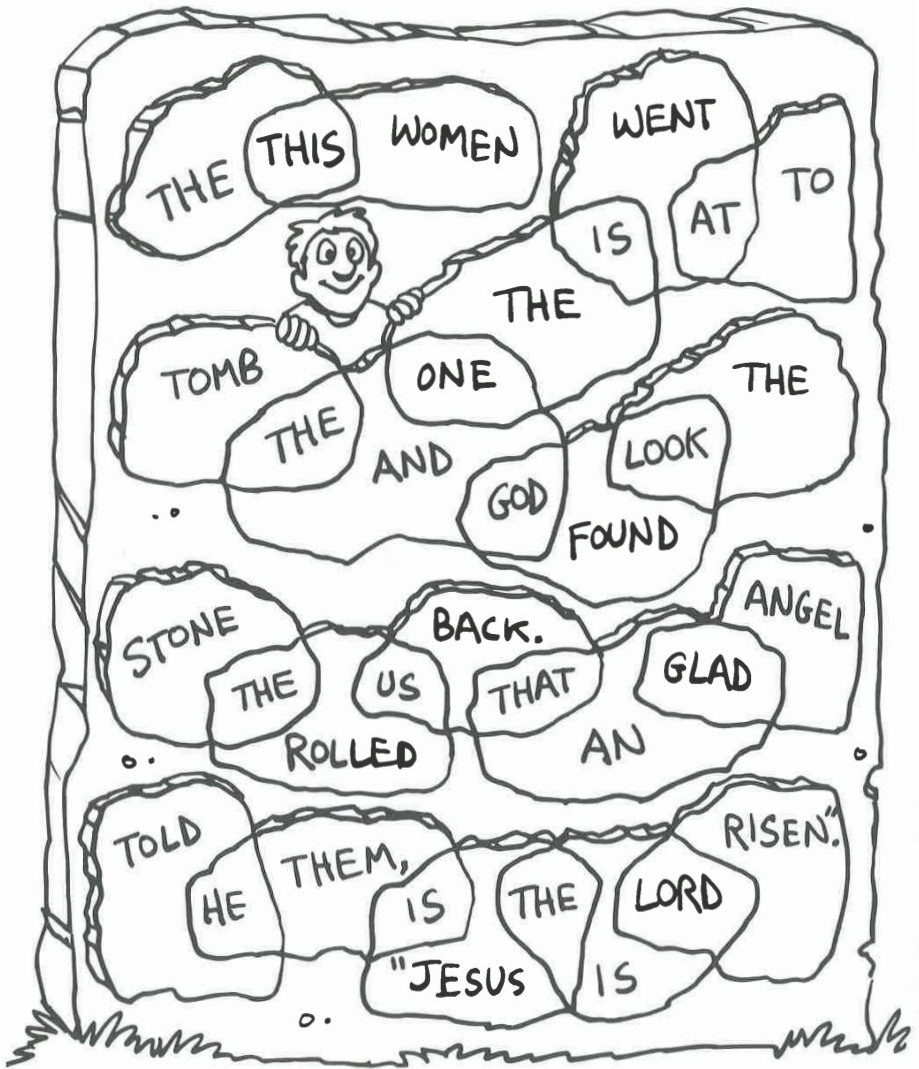 THE THIS WOMEN WENT AT TO
IS
TOMB THE ONE THE
THE AND GOD LOOK FOUND
STONE THE US BACK. THAT GLAD ANGEL
ROLLED AN
TOLD HE THEM, IS THE LORD RISEN."
"JESUS IS